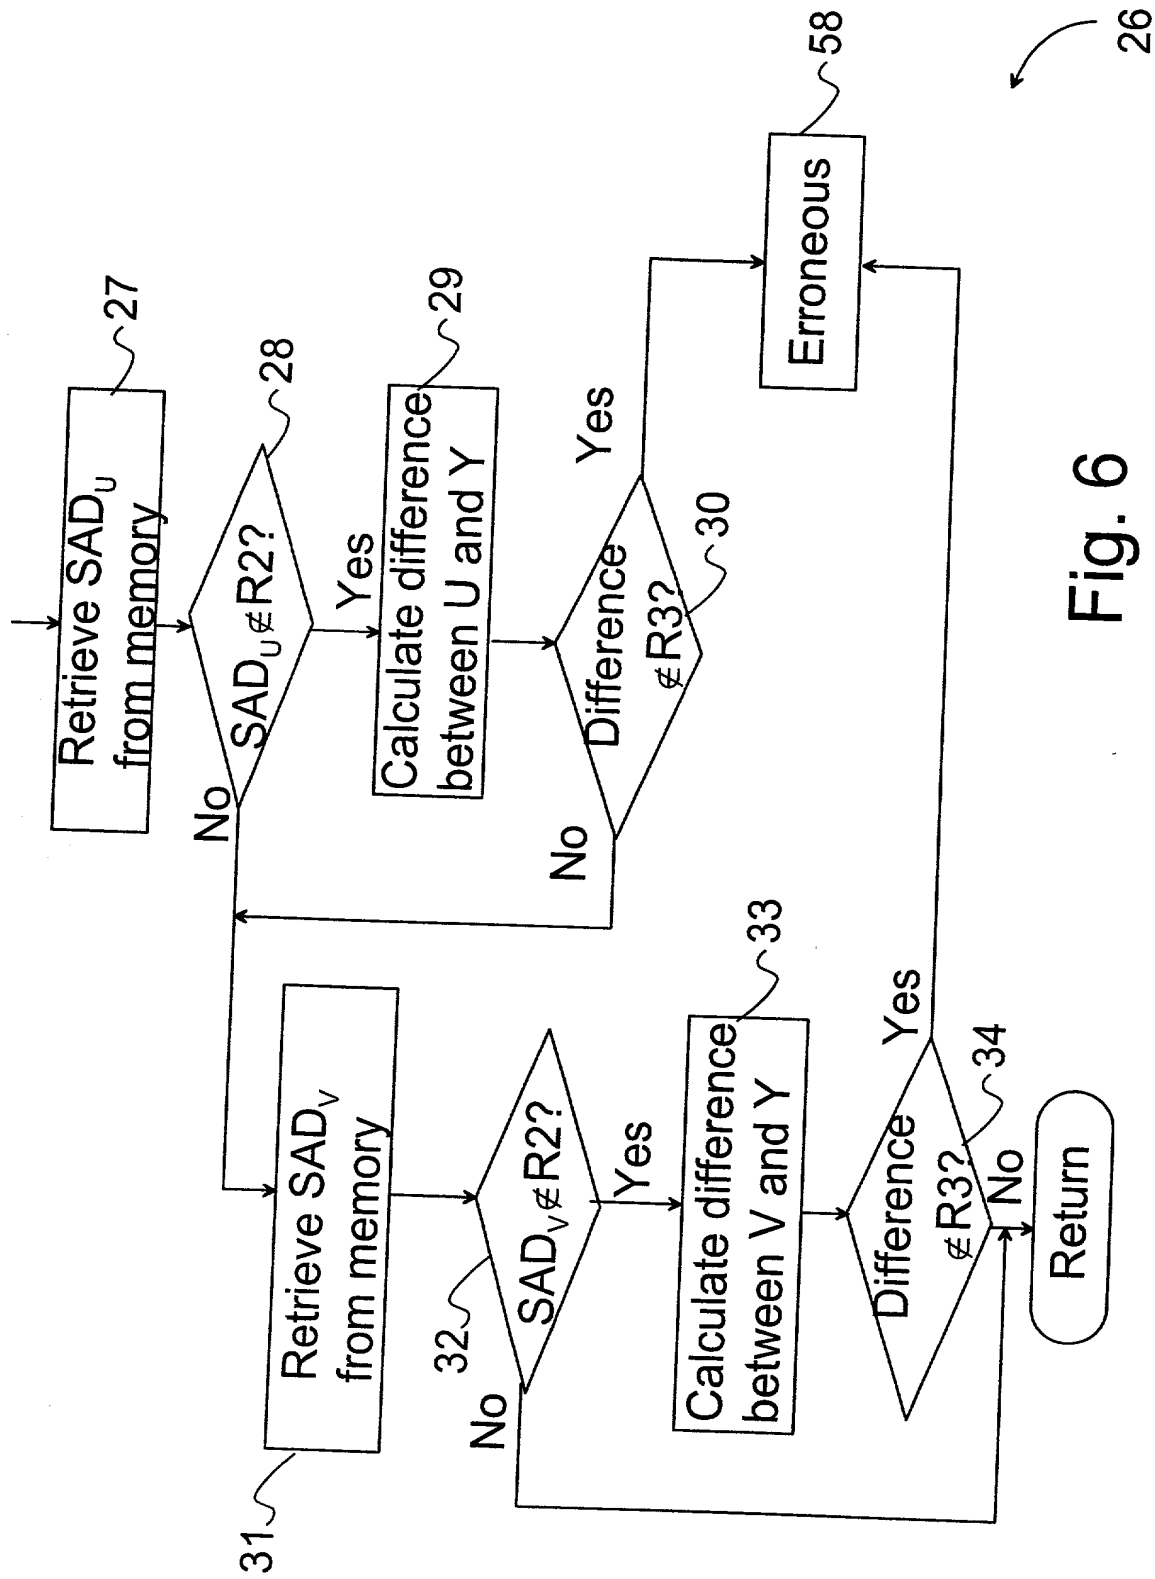 Retrieve SAD_U
from memory
27
SAD_U∉R2?
28
No
Yes
Calculate difference
between U and Y
29
Difference
∉R3?
30
No
Yes
Erroneous
58
26
Retrieve SAD_V
from memory
31
SAD_V∉R2?
32
No
Yes
Calculate difference
between V and Y
33
Difference
∉R3?
34
Yes
No
Return
Fig. 6